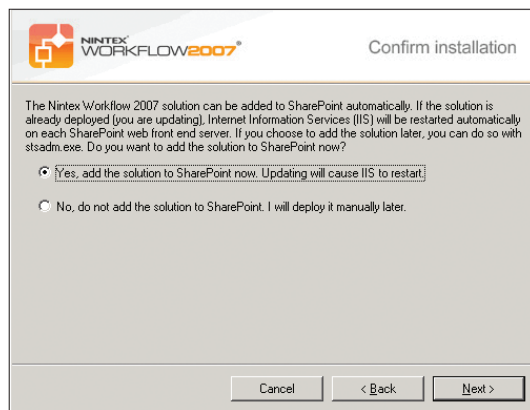 NINTEX®
WORKFLOW2007®
Confirm installation
The Nintex Workflow 2007 solution can be added to SharePoint automatically. If the solution is
already deployed (you are updating), Internet Information Services (IIS) will be restarted automatically
on each SharePoint web front end server. If you choose to add the solution later, you can do so with
stsadm.exe. Do you want to add the solution to SharePoint now?
Yes, add the solution to SharePoint now. Updating will cause IIS to restart.
No, do not add the solution to SharePoint. I will deploy it manually later.
Cancel
< Back
Next >